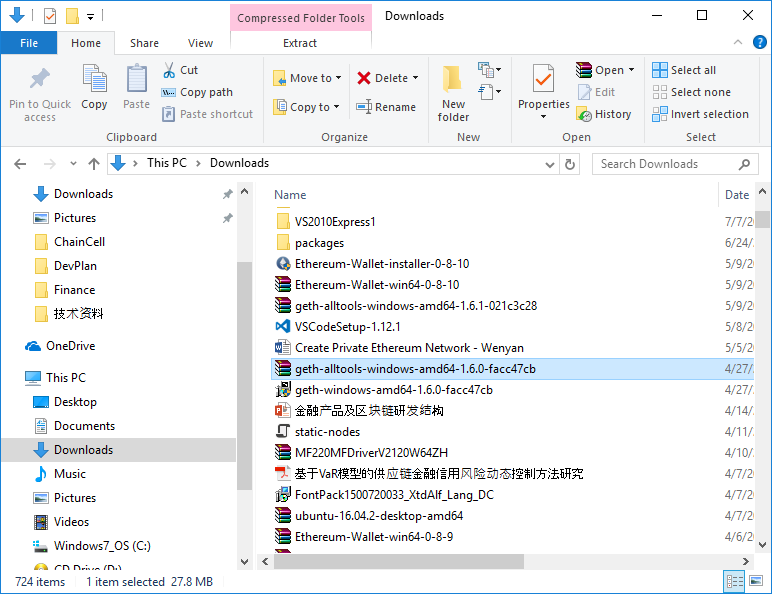 Compressed Folder Tools Downloads
File Home Share View Extract
Pin to Quick access
Copy
Paste
Cut
Copy path
Paste shortcut
Clipboard
Move to
Copy to
Delete
Rename
Organize
New folder
New
Properties
Open
Edit
History
Open
Select all
Select none
Invert selection
Select
This PC > Downloads
Search Downloads
Downloads
Pictures
ChainCell
DevPlan
Finance
技术资料
OneDrive
This PC
Desktop
Documents
Downloads
Music
Pictures
Videos
Windows7_OS (C:)
CD Drive (D:)
Name Date
VS2010Express1 7/7/2
packages 6/24/
Ethereum-Wallet-installer-0-8-10 5/9/2
Ethereum-Wallet-win64-0-8-10 5/9/2
geth-alltools-windows-amd64-1.6.1-021c3c28 5/9/2
VSCodeSetup-1.12.1 5/8/2
Create Private Ethereum Network - Wenyan 5/5/2
geth-alltools-windows-amd64-1.6.0-facc47cb 4/27/
geth-windows-amd64-1.6.0-facc47cb 4/27/
金融产品及区块链研发结构 4/14/
static-nodes 4/11/
MF220MFDriverV2120W64ZH 4/10/
基于VaR模型的供应链金融信用风险动态控制方法研究 4/7/2
FontPack1500720033_XtdAlf_Lang_DC 4/7/2
ubuntu-16.04.2-desktop-amd64 4/7/2
Ethereum-Wallet-win64-0-8-9 4/6/2
724 items 1 item selected 27.8 MB